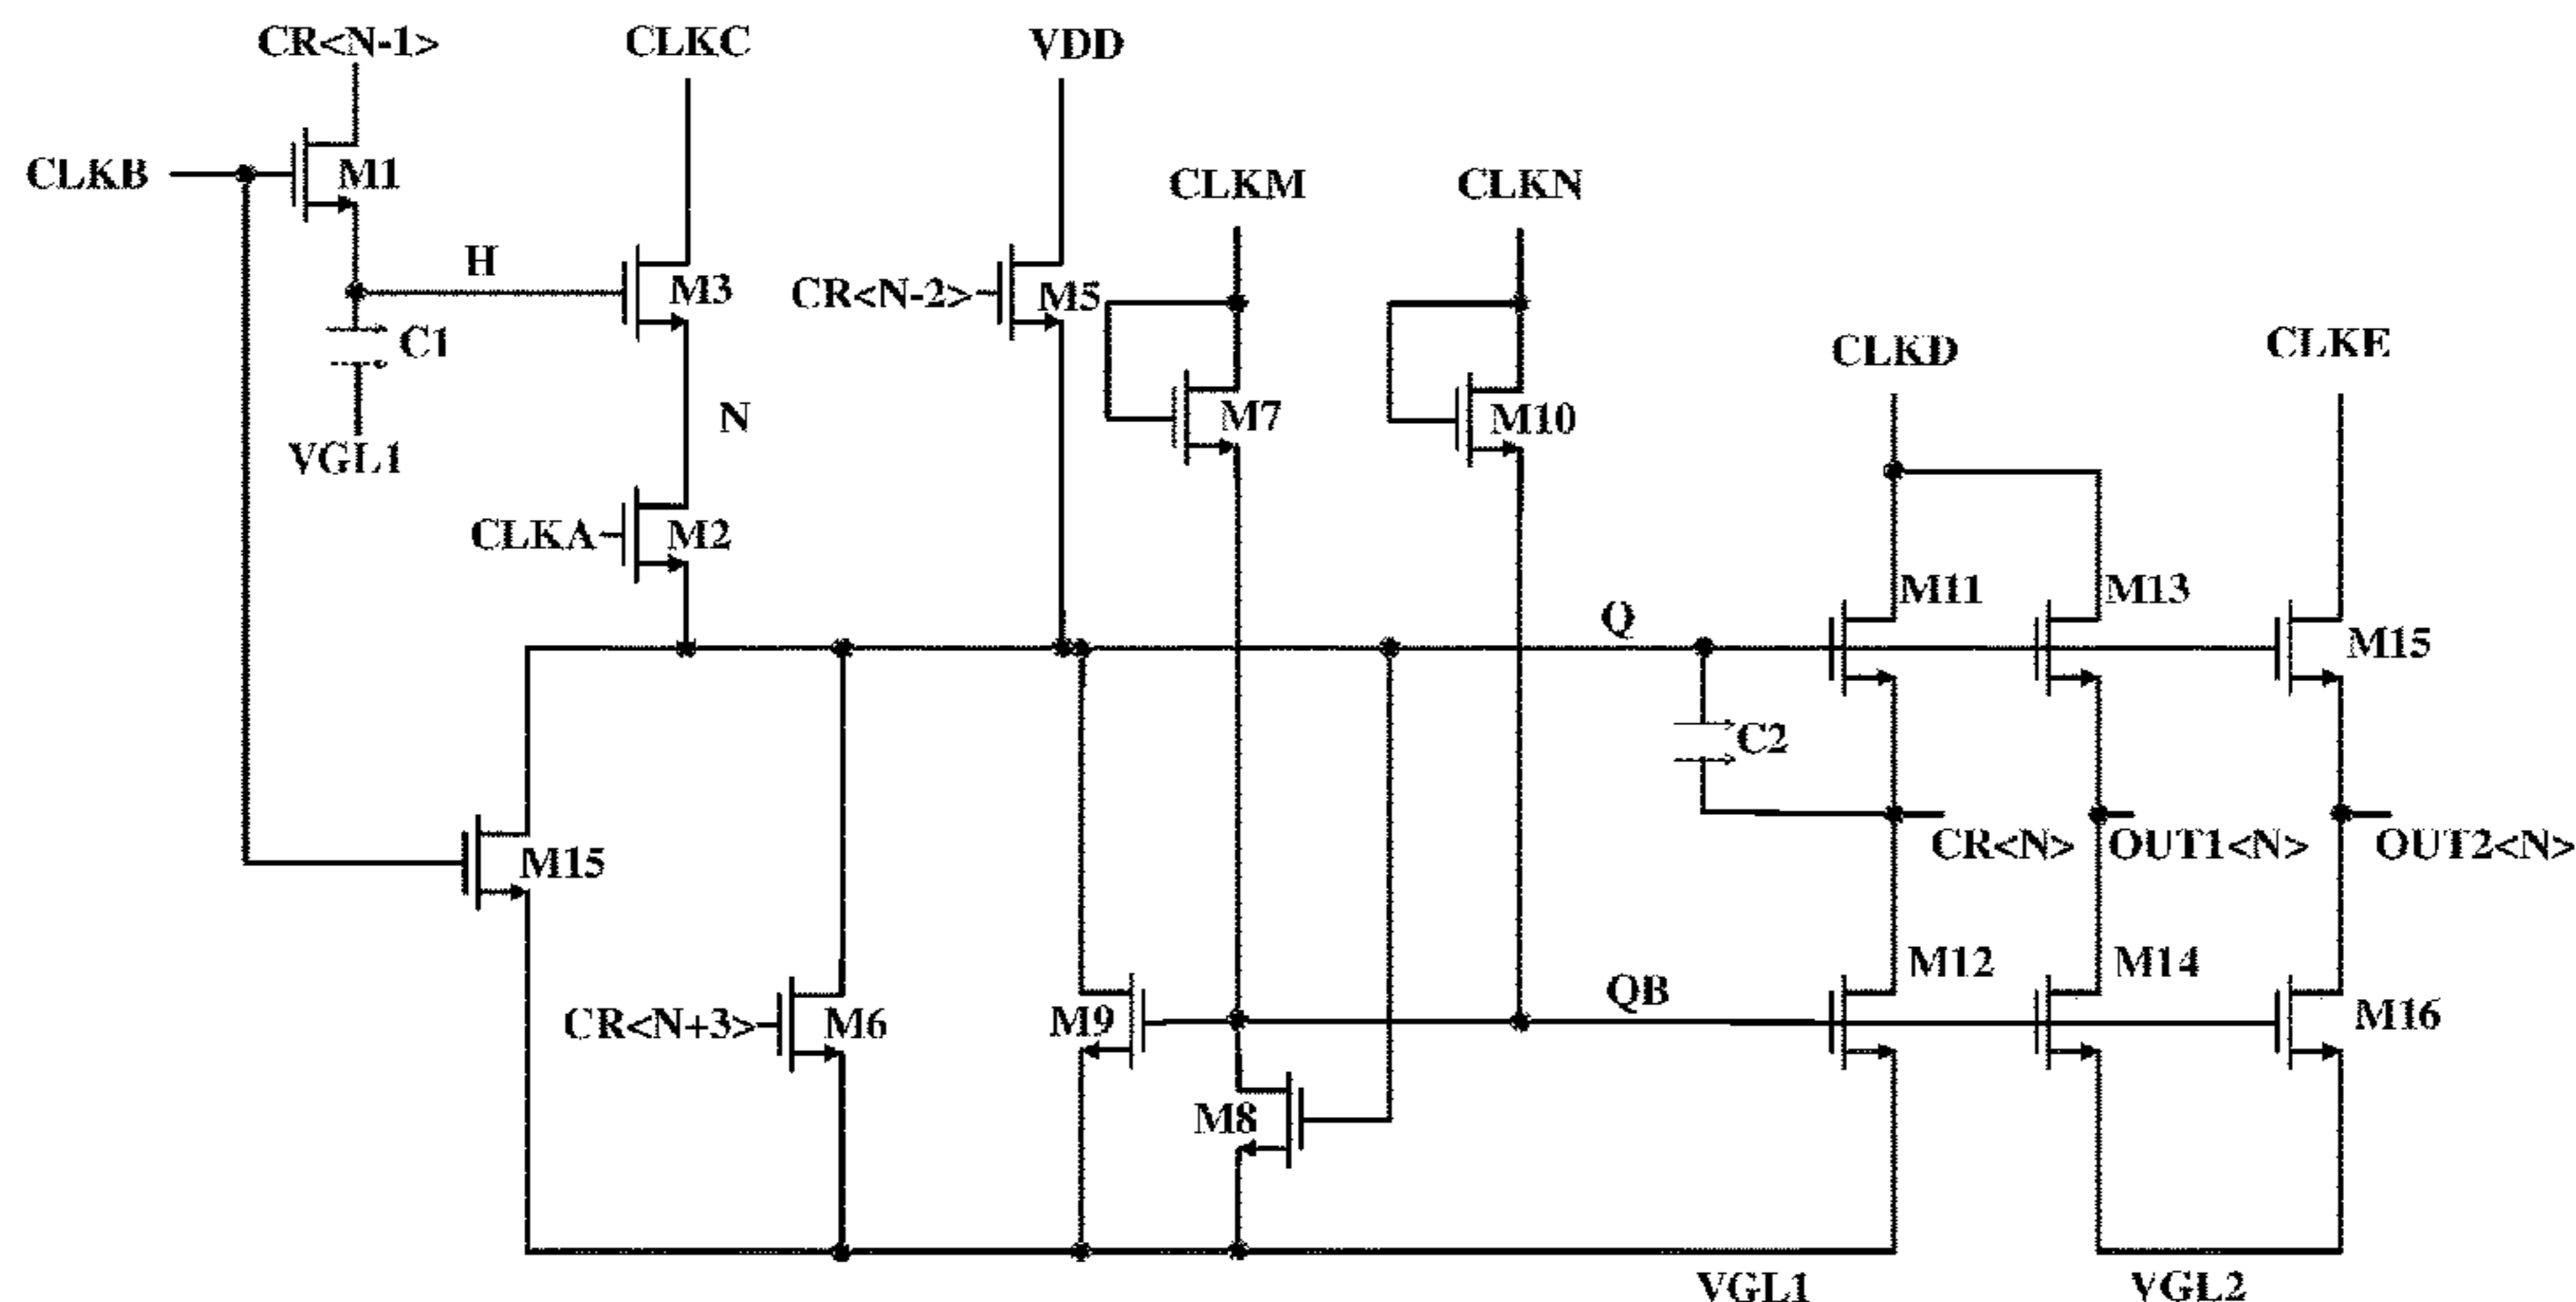 CR<N-1>
CLKC
VDD
CLKB
M1
CLKM
CLKN
H
M3
CR<N-2>
M5
C1
CLKD
CLKE
N
M7
M10
VGL1
CLKA
M2
M11
M13
Q
M15
C2
CR<N>
OUT1<N>
OUT2<N>
M15
M12
M14
QB
CR<N+3>
M6
M9
M16
M8
VGL1
VGL2